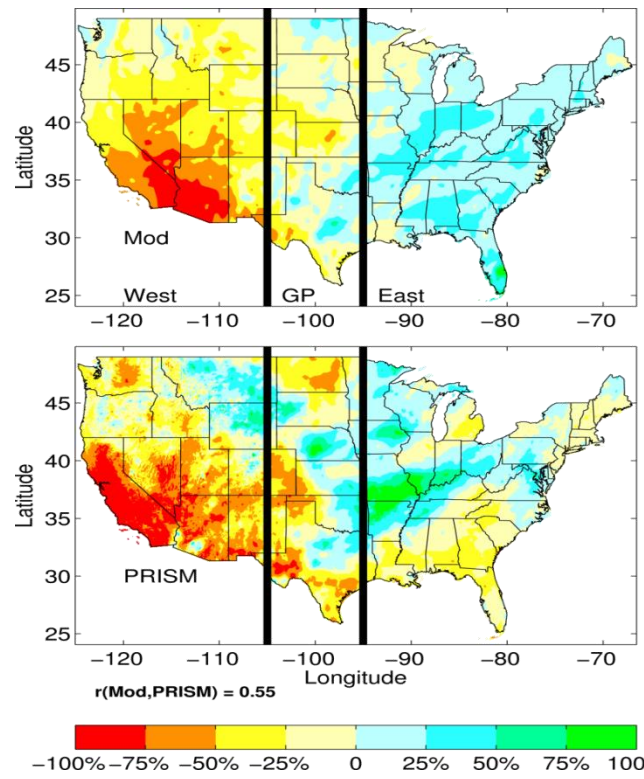 45
40
35
30
25
Latitude
Mod
West GP East
−120 −110 −100 −90 −80 −70
45
40
35
30
25
Latitude
PRISM
−120 −110 −100 −90 −80 −70
Longitude
r(Mod,PRISM) = 0.55
−100% −75% −50% −25% 0 25% 50% 75% 100